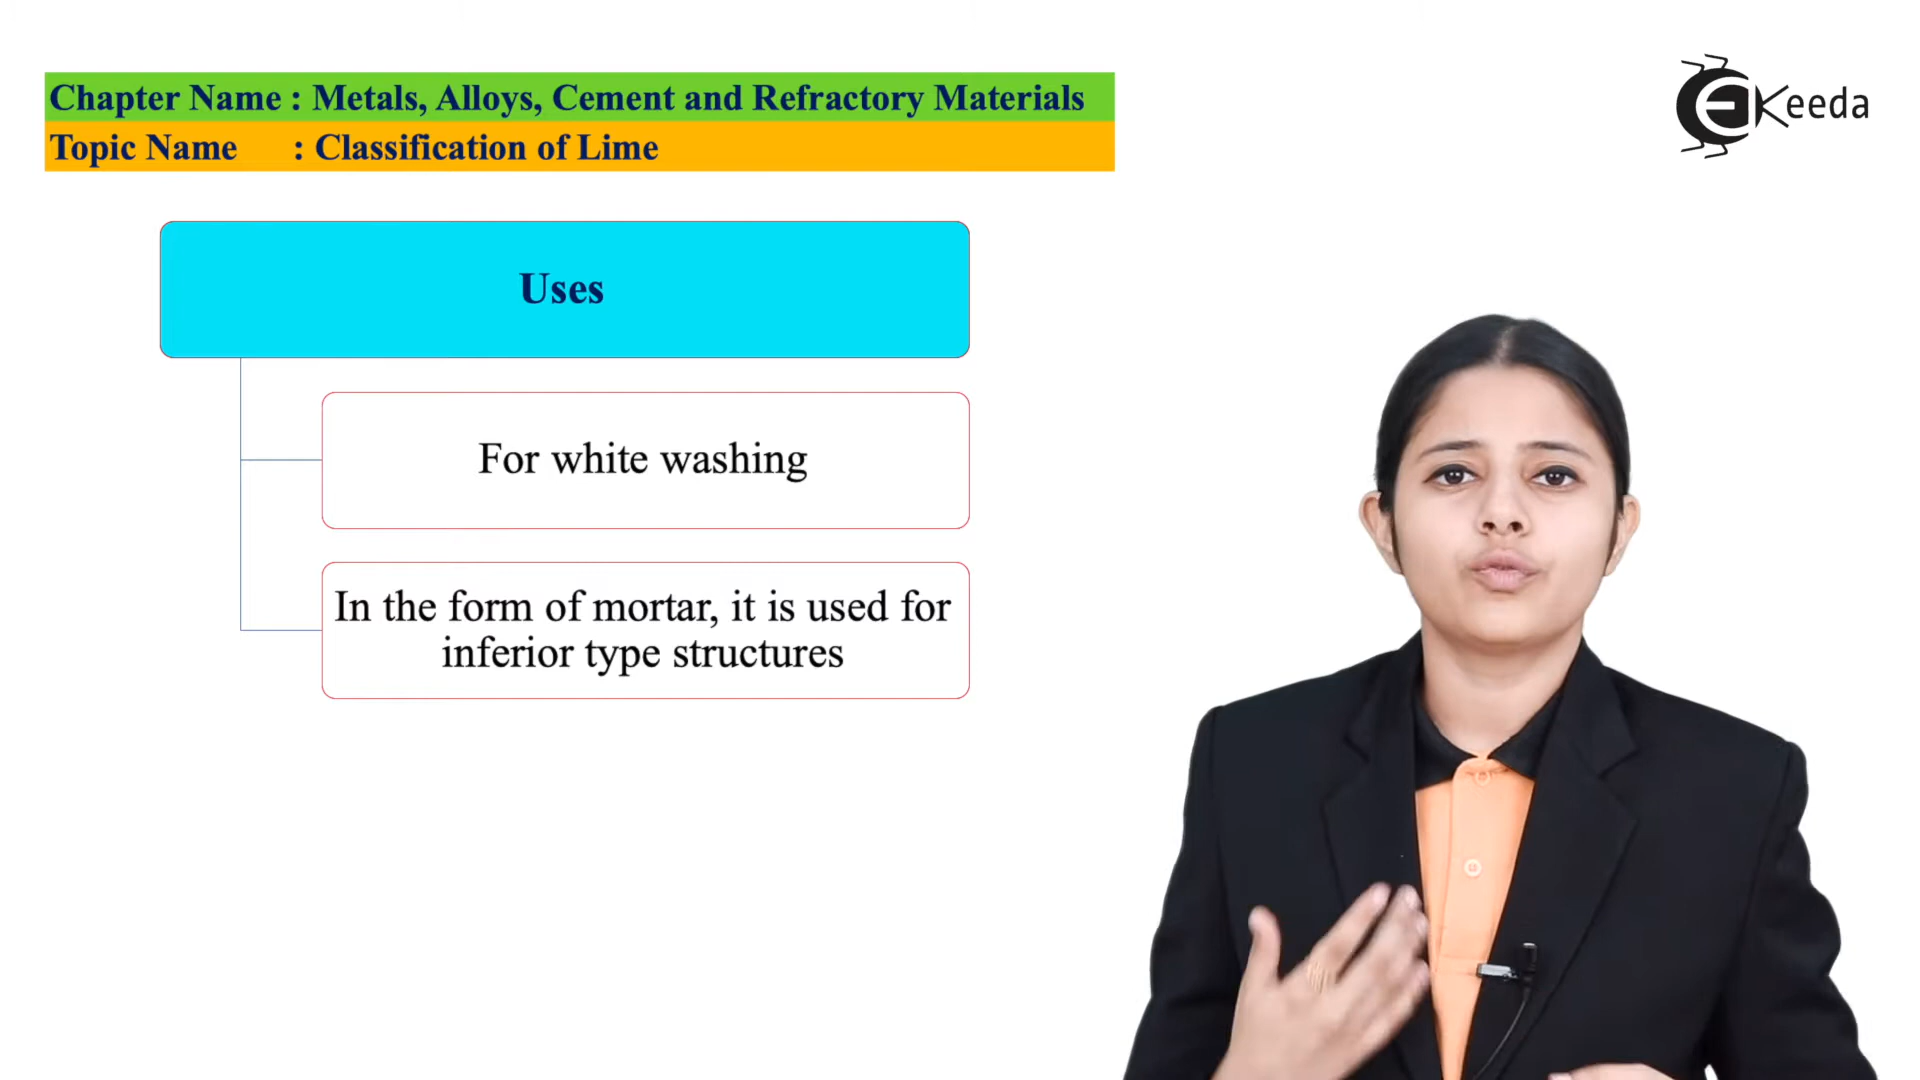 Chapter Name : Metals, Alloys, Cement and Refractory Materials
Topic Name : Classification of Lime
EKeeda
Uses
For white washing
In the form of mortar, it is used for
inferior type structures